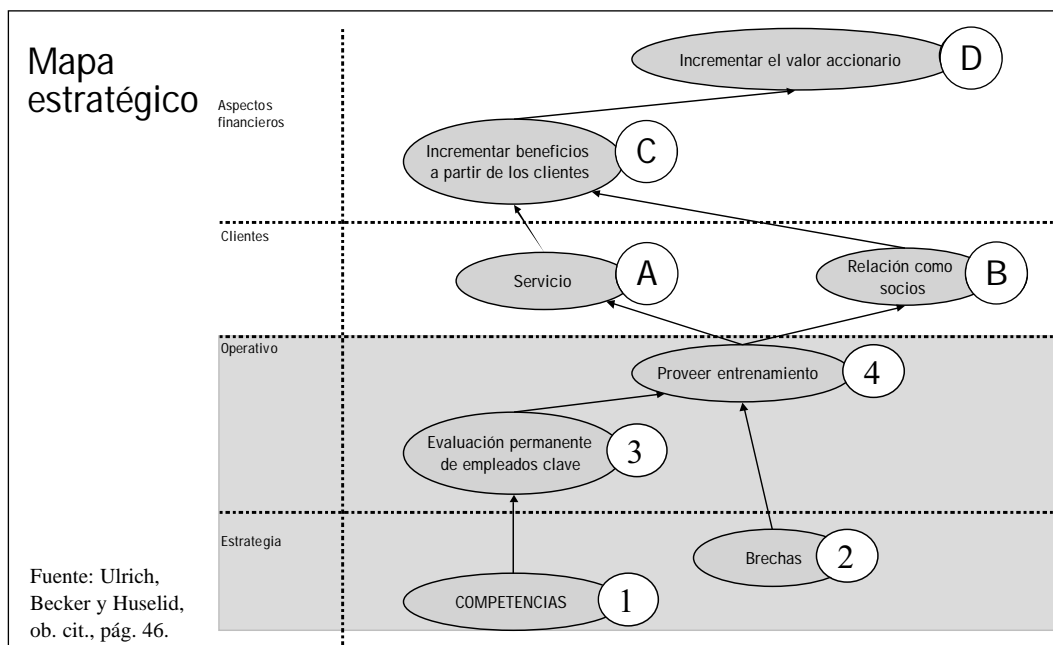 Mapa
estratégico
Aspectos
financieros
Incrementar el valor accionario
D
Incrementar beneficios
a partir de los clientes
C
Clientes
Servicio
A
Relación como
socios
B
Operativo
Proveer entrenamiento
4
Evaluación permanente
de empleados clave
3
Estrategia
Brechas
2
COMPETENCIAS
1
Fuente: Ulrich,
Becker y Huselid,
ob. cit., pág. 46.